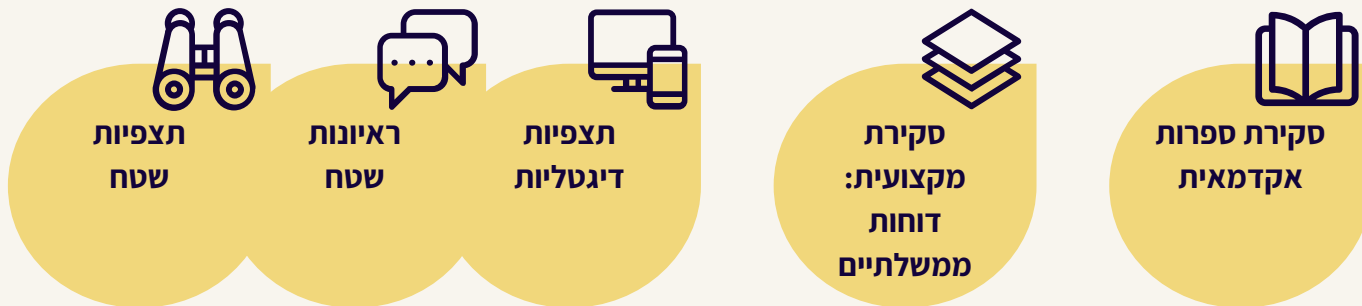 סקירת ספרות
אקדמאית
סקירת
מקצועית:
דוחות
ממשלתיים
תצפיות
דיגטליות
ראיונות
שטח
תצפיות
שטח